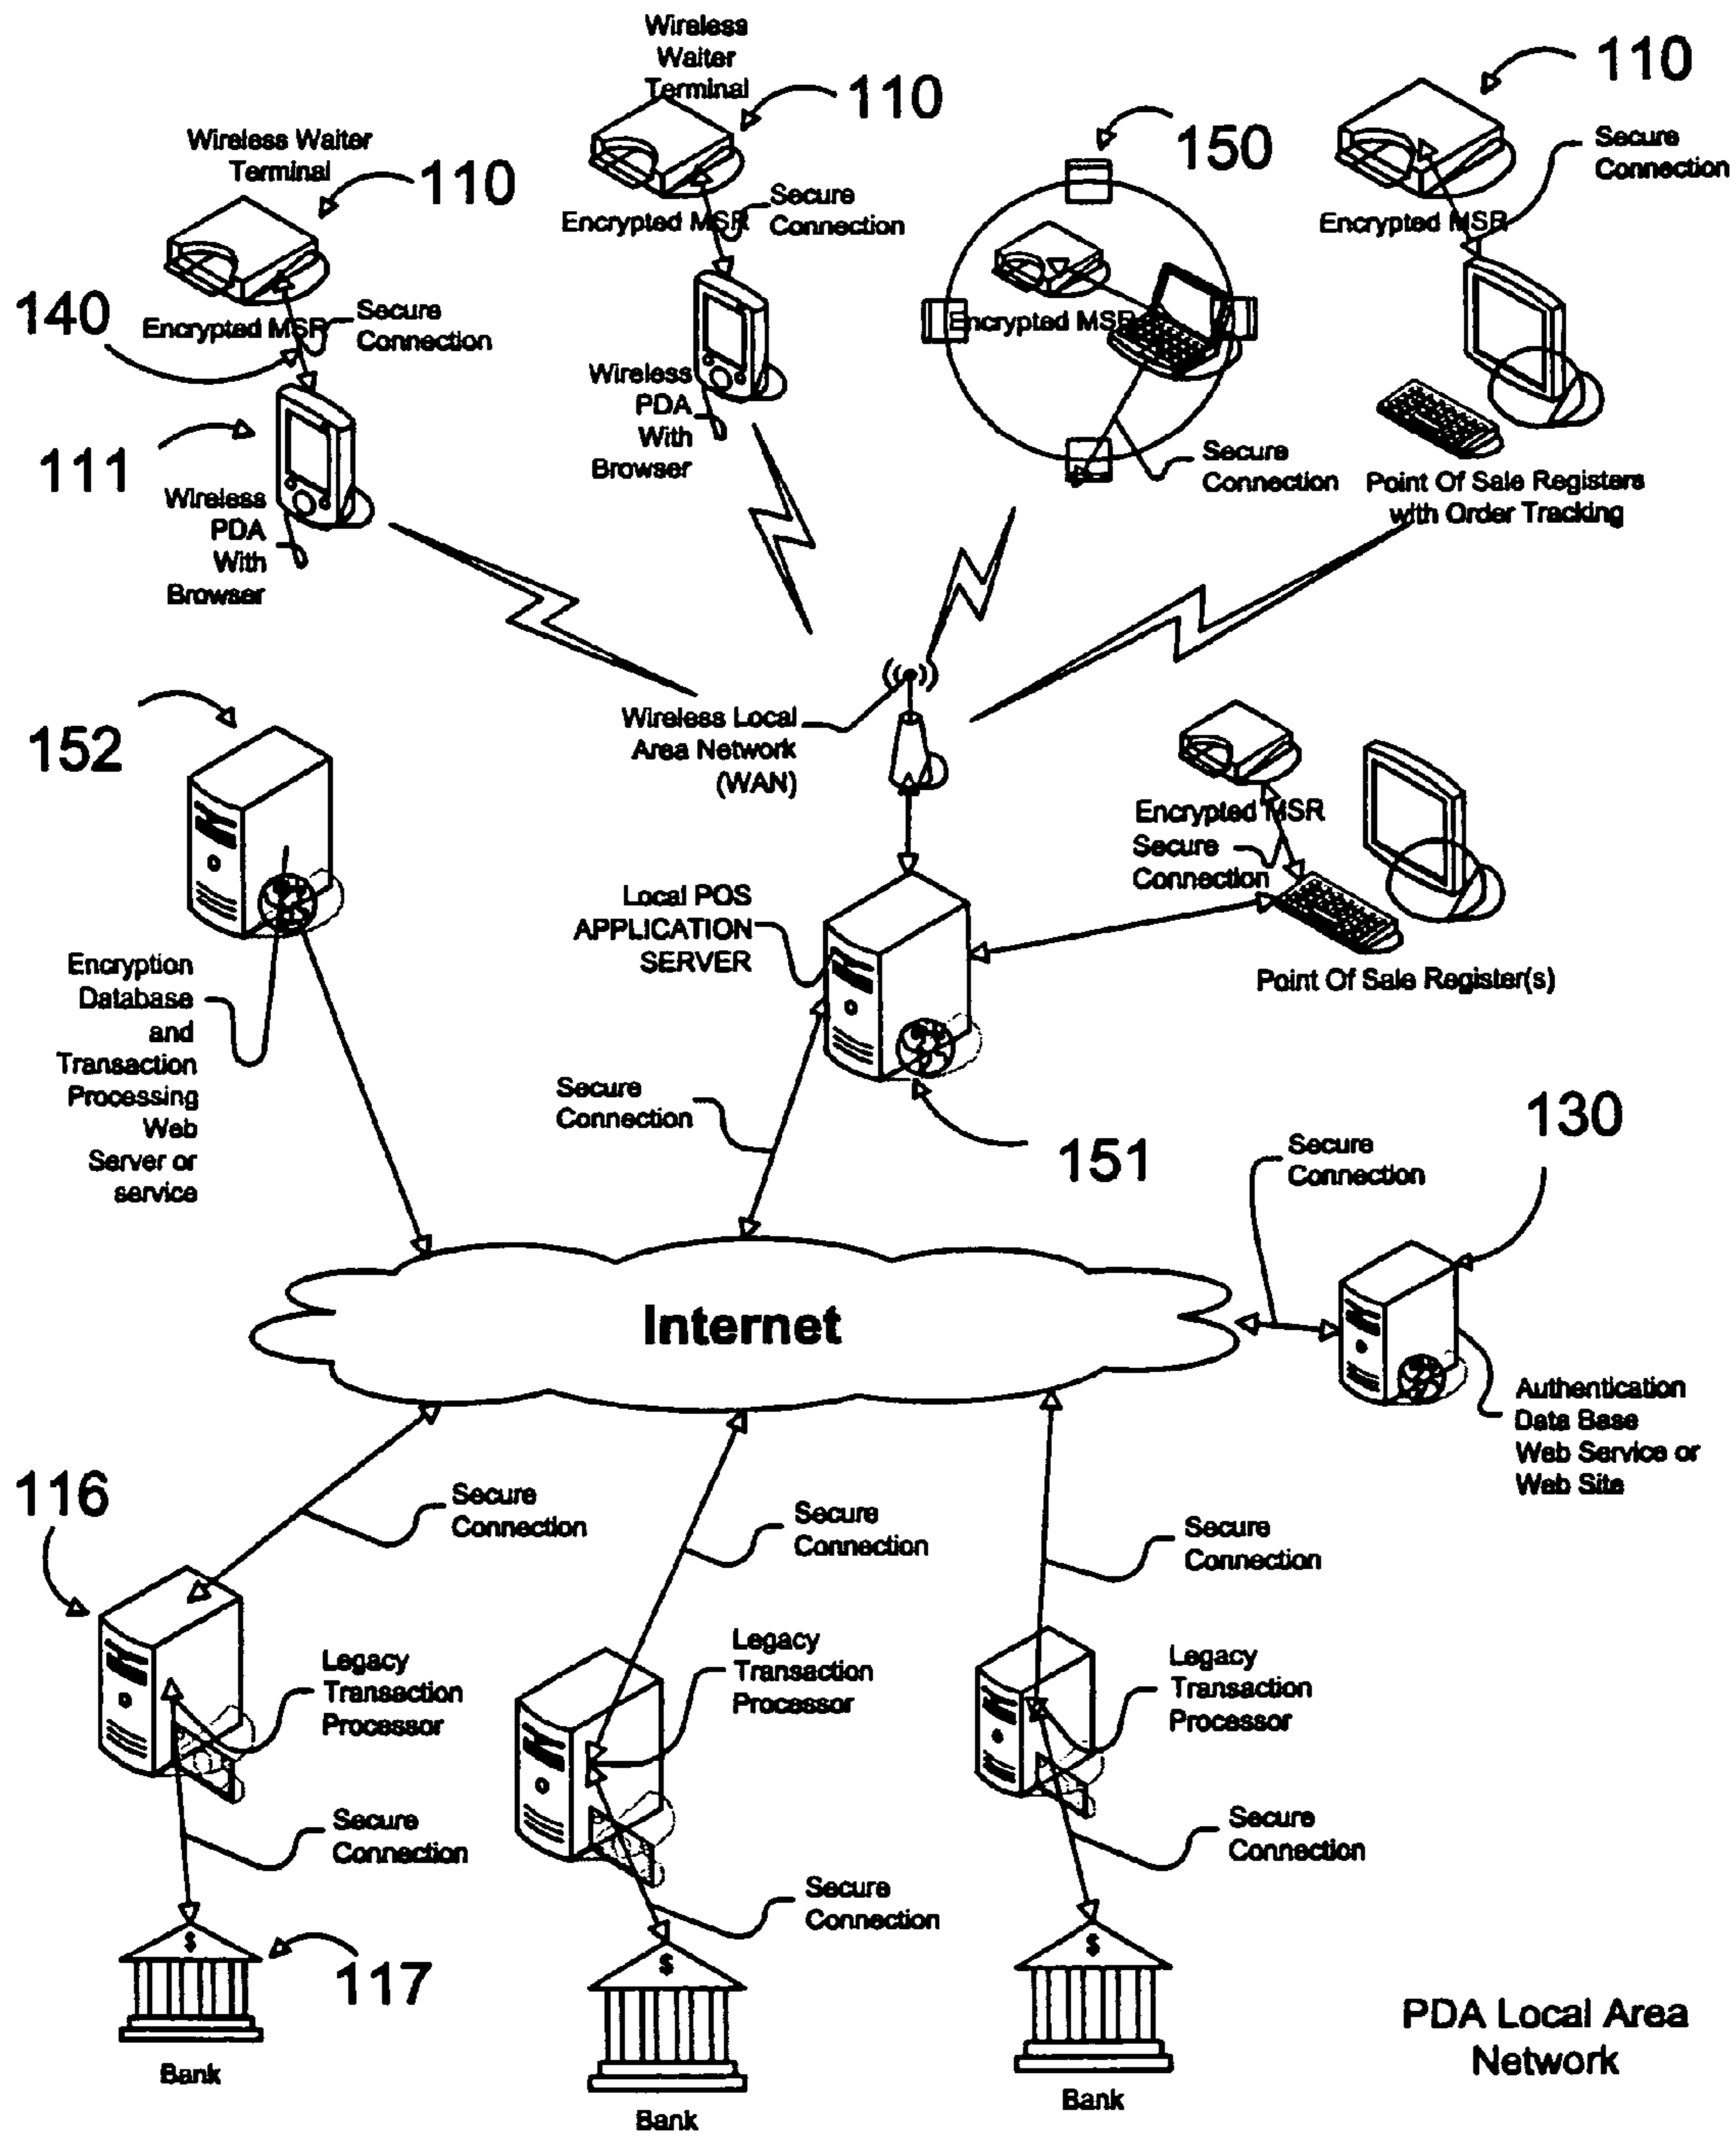 Wireless
Waiter
Terminal
110
110
Wireless Waiter
Terminal
110
150
Secure
Connection
Secure
Connection
Encrypted MSR
Encrypted MSR
140
Encrypted MSR
Secure
Connection
Encrypted MSR
111
Wireless
PDA
With
Browser
Wireless
PDA
With
Browser
Secure
Connection
Point Of Sale Registers
with Order Tracking
152
Wireless Local
Area Network
(WAN)
Encrypted MSR
Secure
Connection
Local POS
APPLICATION
SERVER
Point Of Sale Register(s)
Encryption
Database
and
Transaction
Processing
Web
Server or
service
Secure
Connection
151
130
Secure
Connection
Internet
Authentication
Data Base
Web Service or
Web Site
116
Secure
Connection
Secure
Connection
Secure
Connection
Legacy
Transaction
Processor
Legacy
Transaction
Processor
Legacy
Transaction
Processor
Secure
Connection
Secure
Connection
Secure
Connection
$
117
$
$
Bank
Bank
Bank
PDA Local Area
Network